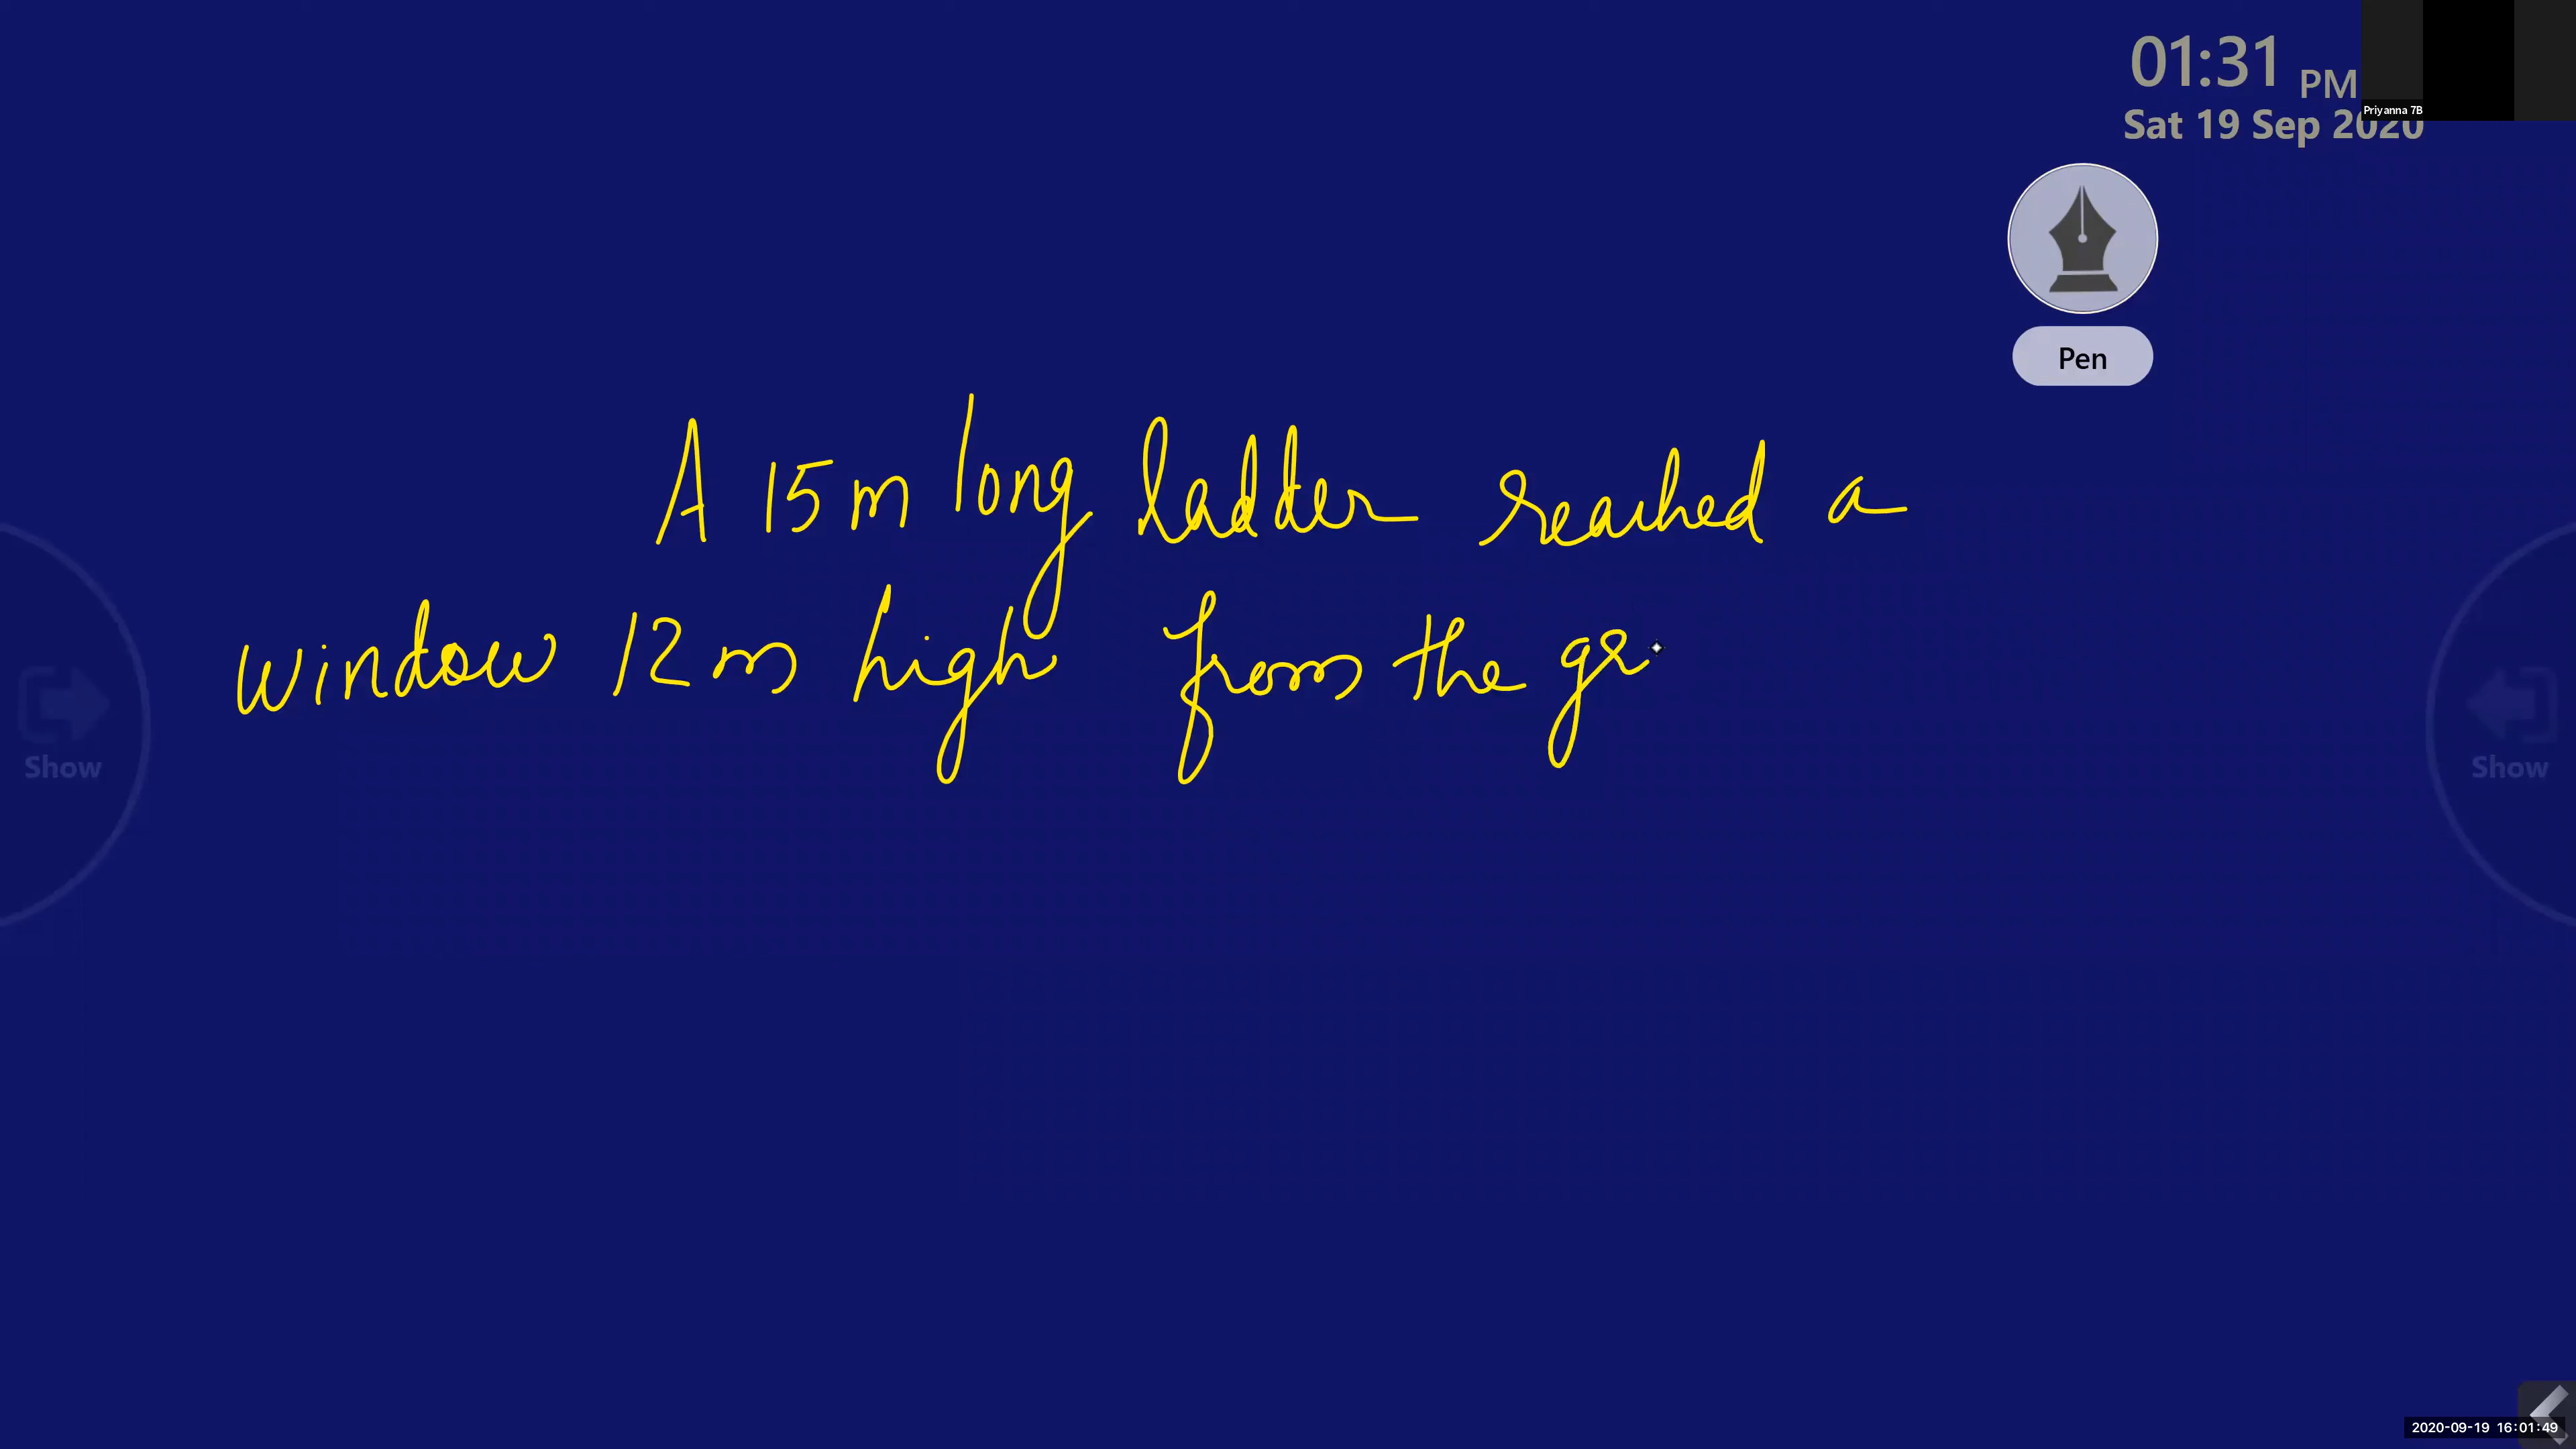 01:31 PM
Priyanna 7B
Sat 19 Sep 2020
Pen
A 15m long ladder reached a
window 12m high from the gr
Show
Show
2020-09-19 16:01:49